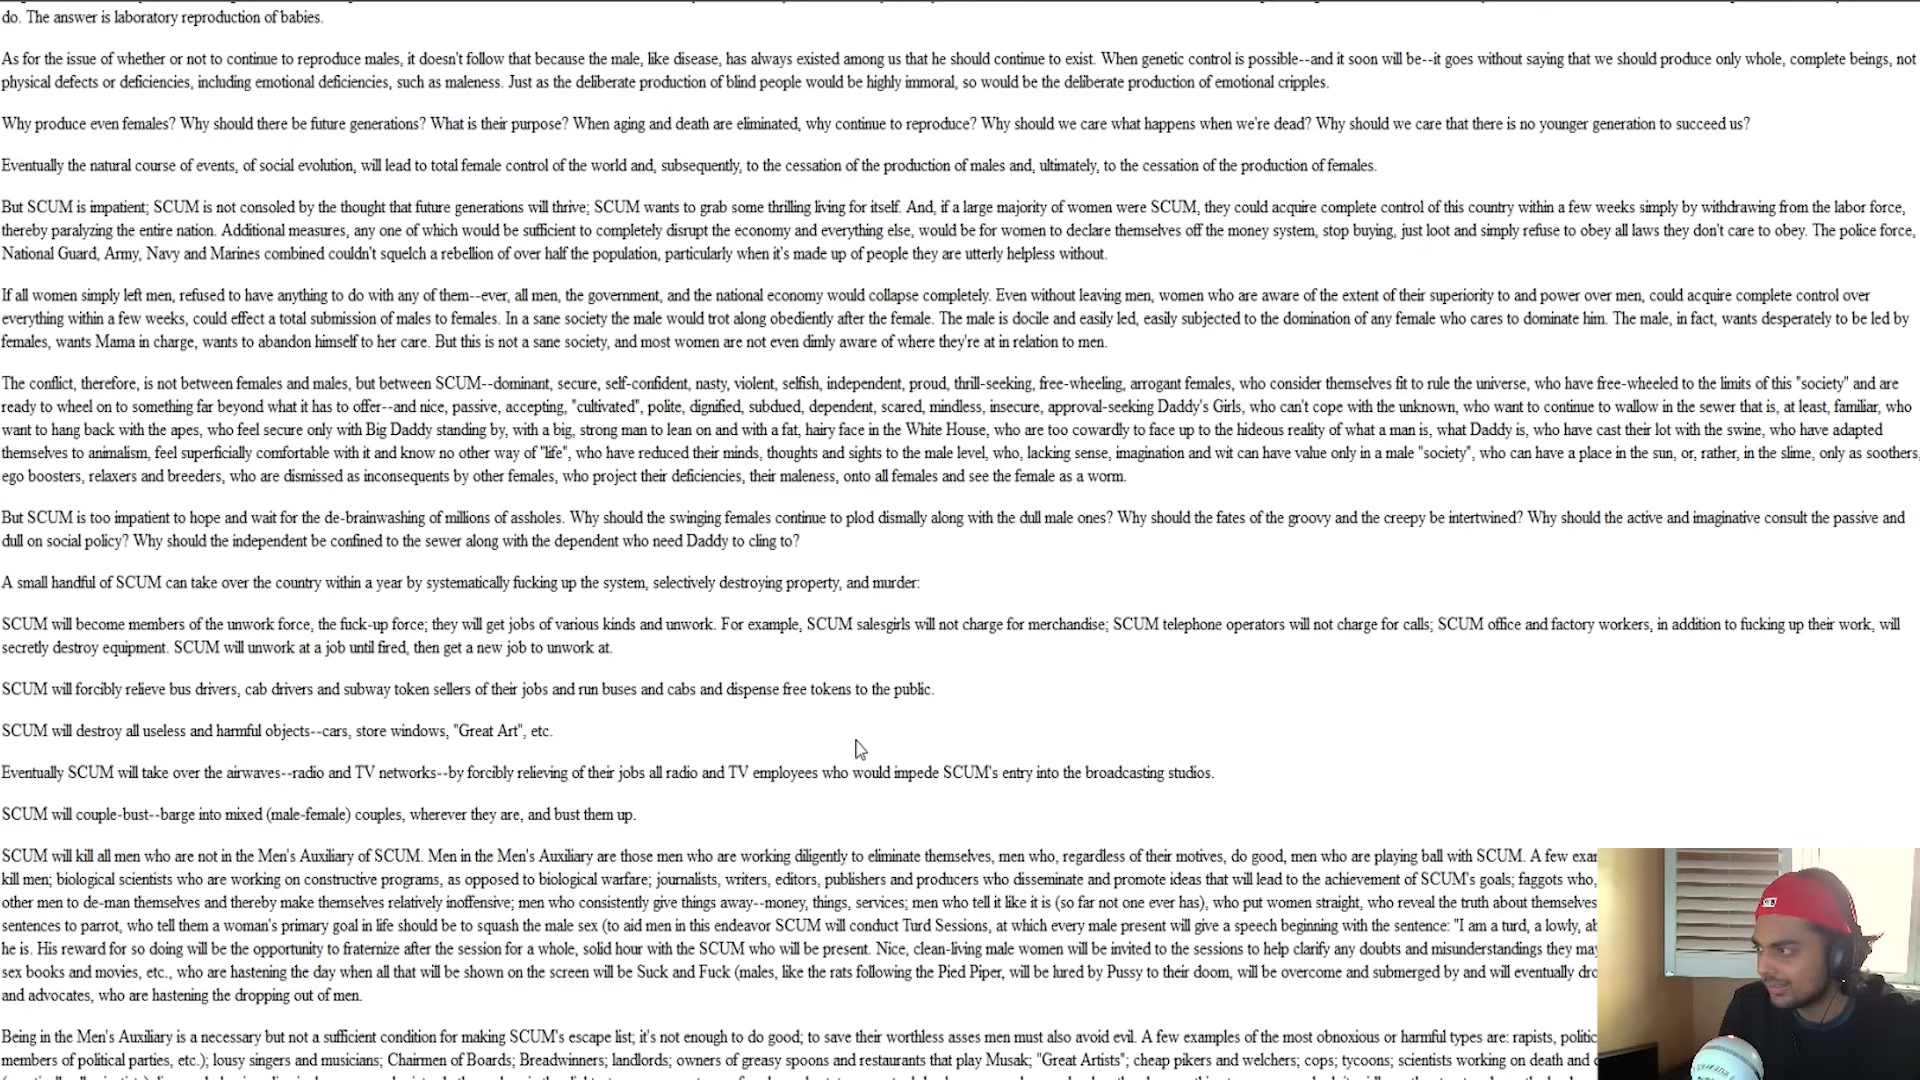 do. The answer is laboratory reproduction of babies.
As for the issue of whether or not to continue to reproduce males, it doesn't follow that because the male, like disease, has always existed among us that he should continue to exist. When genetic control is possible--and it soon will be--it goes without saying that we should produce only whole, complete beings, not
physical defects or deficiencies, including emotional deficiencies, such as maleness. Just as the deliberate production of blind people would be highly immoral, so would be the deliberate production of emotional cripples.
Why produce even females? Why should there be future generations? What is their purpose? When aging and death are eliminated, why continue to reproduce? Why should we care what happens when we're dead? Why should we care that there is no younger generation to succeed us?
Eventually the natural course of events, of social evolution, will lead to total female control of the world and, subsequently, to the cessation of the production of males and, ultimately, to the cessation of the production of females.
But SCUM is impatient; SCUM is not consoled by the thought that future generations will thrive; SCUM wants to grab some thrilling living for itself. And, if a large majority of women were SCUM, they could acquire complete control of this country within a few weeks simply by withdrawing from the labor force,
thereby paralyzing the entire nation. Additional measures, any one of which would be sufficient to completely disrupt the economy and everything else, would be for women to declare themselves off the money system, stop buying, just loot and simply refuse to obey all laws they don't care to obey. The police force,
National Guard, Army, Navy and Marines combined couldn't squelch a rebellion of over half the population, particularly when it's made up of people they are utterly helpless without.
If all women simply left men, refused to have anything to do with any of them--ever, all men, the government, and the national economy would collapse completely. Even without leaving men, women who are aware of the extent of their superiority to and power over men, could acquire complete control over
everything within a few weeks, could effect a total submission of males to females. In a sane society the male would trot along obediently after the female. The male is docile and easily led, easily subjected to the domination of any female who cares to dominate him. The male, in fact, wants desperately to be led by
females, wants Mama in charge, wants to abandon himself to her care. But this is not a sane society, and most women are not even dimly aware of where they're at in relation to men.
The conflict, therefore, is not between females and males, but between SCUM--dominant, secure, self-confident, nasty, violent, selfish, independent, proud, thrill-seeking, free-wheeling, arrogant females, who consider themselves fit to rule the universe, who have free-wheeled to the limits of this "society" and are
ready to wheel on to something far beyond what it has to offer--and nice, passive, accepting, "cultivated", polite, dignified, subdued, dependent, scared, mindless, insecure, approval-seeking Daddy's Girls, who can't cope with the unknown, who want to continue to wallow in the sewer that is, at least, familiar, who
want to hang back with the apes, who feel secure only with Big Daddy standing by, with a big, strong man to lean on and with a fat, hairy face in the White House, who are too cowardly to face up to the hideous reality of what a man is, what Daddy is, who have cast their lot with the swine, who have adapted
themselves to animalism, feel superficially comfortable with it and know no other way of "life", who have reduced their minds, thoughts and sights to the male level, who, lacking sense, imagination and wit can have value only in a male "society", who can have a place in the sun, or, rather, in the slime, only as soothers,
ego boosters, relaxers and breeders, who are dismissed as inconsequents by other females, who project their deficiencies, their maleness, onto all females and see the female as a worm.
But SCUM is too impatient to hope and wait for the de-brainwashing of millions of assholes. Why should the swinging females continue to plod dismally along with the dull male ones? Why should the fates of the groovy and the creepy be intertwined? Why should the active and imaginative consult the passive and
dull on social policy? Why should the independent be confined to the sewer along with the dependent who need Daddy to cling to?
A small handful of SCUM can take over the country within a year by systematically fucking up the system, selectively destroying property, and murder:
SCUM will become members of the unwork force, the fuck-up force; they will get jobs of various kinds and unwork. For example, SCUM salesgirls will not charge for merchandise; SCUM telephone operators will not charge for calls; SCUM office and factory workers, in addition to fucking up their work, will
secretly destroy equipment. SCUM will unwork at a job until fired, then get a new job to unwork at.
SCUM will forcibly relieve bus drivers, cab drivers and subway token sellers of their jobs and run buses and cabs and dispense free tokens to the public.
SCUM will destroy all useless and harmful objects--cars, store windows, "Great Art", etc.
Eventually SCUM will take over the airwaves--radio and TV networks--by forcibly relieving of their jobs all radio and TV employees who would impede SCUM's entry into the broadcasting studios.
SCUM will couple-bust--barge into mixed (male-female) couples, wherever they are, and bust them up.
SCUM will kill all men who are not in the Men's Auxiliary of SCUM. Men in the Men's Auxiliary are those men who are working diligently to eliminate themselves, men who, regardless of their motives, do good, men who are playing ball with SCUM. A few
kill men; biological scientists who are working on constructive programs, as opposed to biological warfare; journalists, writers, editors, publishers and producers who disseminate and promote ideas that will lead to the achievement of SCUM's goals; faggots who,
other men to de-man themselves and thereby make themselves relatively inoffensive; men who consistently give things away--money, things, services; men who tell it like it is (so far not one ever has), who put women straight, who reveal the truth about themselves
sentences to parrot, who tell them a woman's primary goal in life should be to squash the male sex (to aid men in this endeavor SCUM will conduct Turd Sessions, at which every male present will give a speech beginning with the sentence: "I am a turd, a lowly,
he is. His reward for so doing will be the opportunity to fraternize after the session for a whole, solid hour with the SCUM who will be present. Nice, clean-living male women will be invited to the sessions to help clarify any doubts and misunderstandings they
sex books and movies, etc., who are hastening the day when all that will be shown on the screen will be Suck and Fuck (males, like the rats following the Pied Piper, will be lured by Pussy to their doom, will be overcome and submerged by and will eventually
and advocates, who are hastening the dropping out of men.
Being in the Men's Auxiliary is a necessary but not a sufficient condition for making SCUM's escape list; it's not enough to do good; to save their worthless asses men must also avoid evil. A few examples of the most obnoxious or harmful types are: rapists,
members of political parties, etc.); lousy singers and musicians; Chairmen of Boards; Breadwinners; landlords; owners of greasy spoons and restaurants that play Musak; "Great Artists"; cheap pikers and welchers; cops; tycoons; scientists working on death and